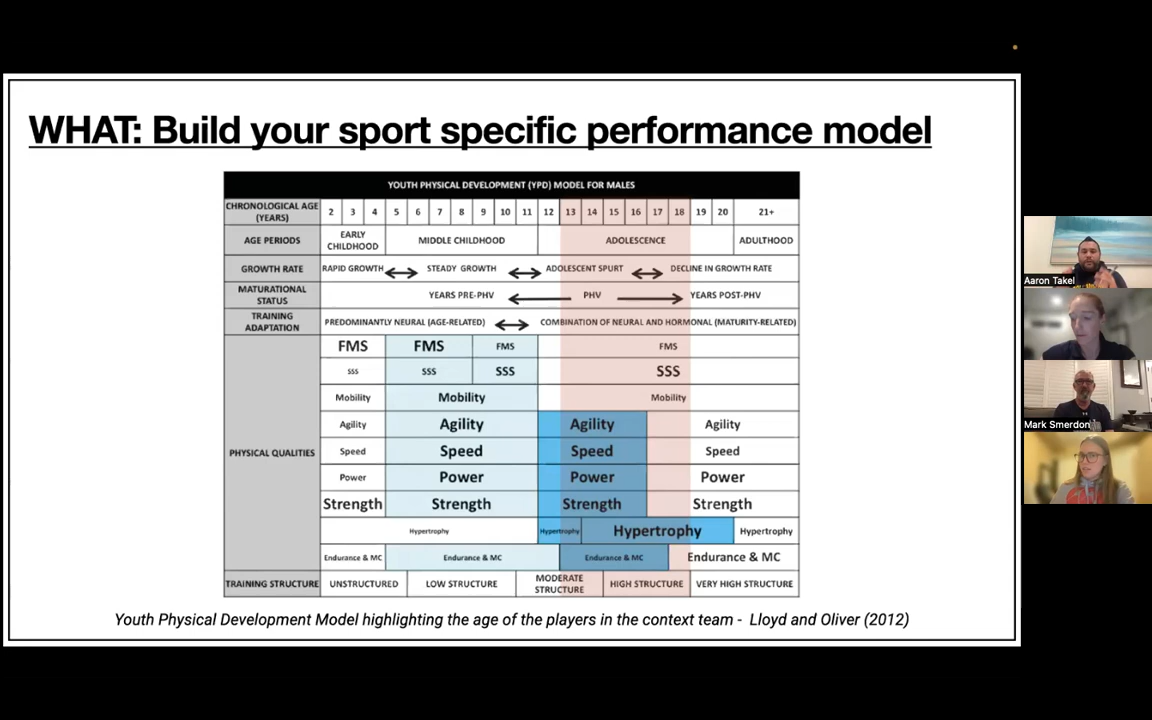 WHAT: Build your sport specific performance model
YOUTH PHYSICAL DEVELOPMENT (YPD) MODEL FOR MALES
CHRONOLOGICAL AGE (YEARS) 2 3 4 5 6 7 8 9 10 11 12 13 14 15 16 17 18 19 20 21+
AGE PERIODS EARLY CHILDHOOD MIDDLE CHILDHOOD ADOLESCENCE ADULTHOOD
GROWTH RATE RAPID GROWTH STEADY GROWTH ADOLESCENT SPURT DECLINE IN GROWTH RATE
MATURATIONAL STATUS YEARS PRE-PHV PHV YEARS POST-PHV
TRAINING ADAPTATION PREDOMINANTLY NEURAL (AGE-RELATED) COMBINATION OF NEURAL AND HORMONAL (MATURITY-RELATED)
PHYSICAL QUALITIES
FMS FMS FMS FMS
SSS SSS SSS SSS
Mobility Mobility Mobility
Agility Agility Agility Agility
Speed Speed Speed Speed
Power Power Power Power
Strength Strength Strength Strength
Hypertrophy Hypertrophy Hypertrophy Hypertrophy
Endurance & MC Endurance & MC Endurance & MC Endurance & MC
TRAINING STRUCTURE UNSTRUCTURED LOW STRUCTURE MODERATE STRUCTURE HIGH STRUCTURE VERY HIGH STRUCTURE
Youth Physical Development Model highlighting the age of the players in the context team - Lloyd and Oliver (2012)
Aaron Takel
Mark Smerdon